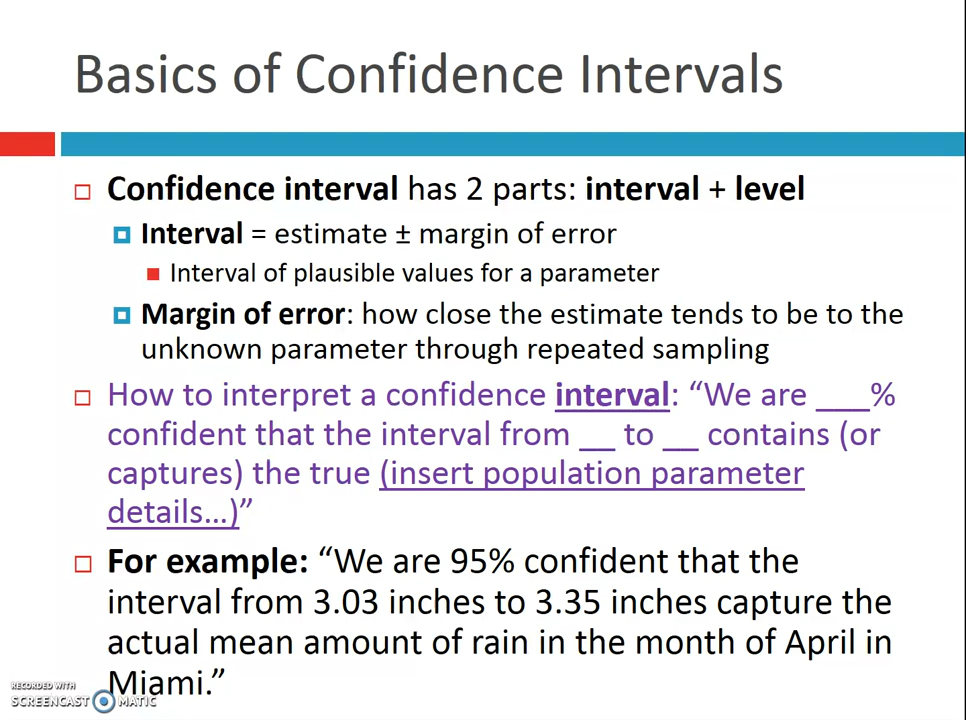 Basics of Confidence Intervals
Confidence interval has 2 parts: interval + level
Interval = estimate ± margin of error
Interval of plausible values for a parameter
Margin of error: how close the estimate tends to be to the
unknown parameter through repeated sampling
How to interpret a confidence interval: “We are ___%
confident that the interval from __ to __ contains (or
captures) the true (insert population parameter
details…)”
For example: “We are 95% confident that the
interval from 3.03 inches to 3.35 inches capture the
actual mean amount of rain in the month of April in
Miami.”
RECORDED WITH
SCREENCAST MATIC